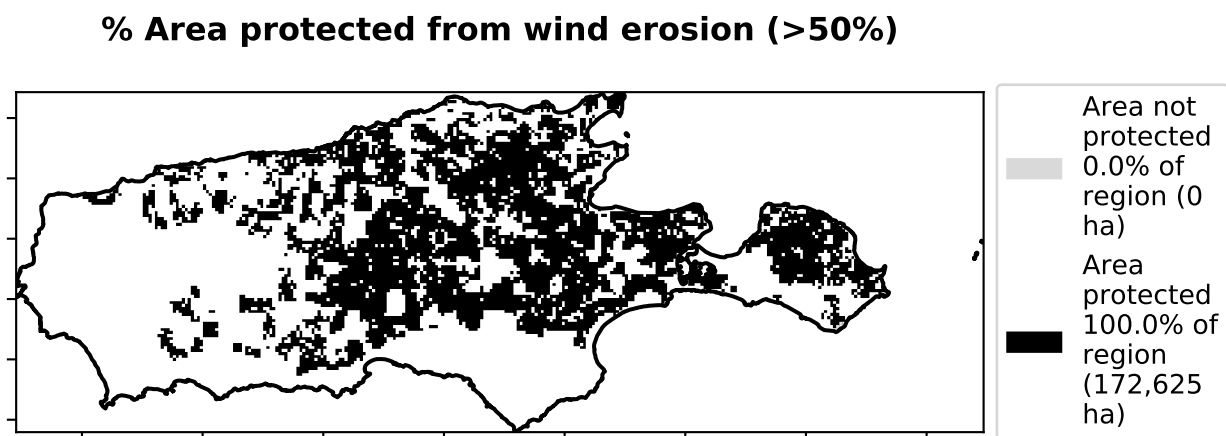 % Area protected from wind erosion (>50%)
Area not
protected
0.0% of
region (0
ha)
Area
protected
100.0% of
region
(172,625
ha)